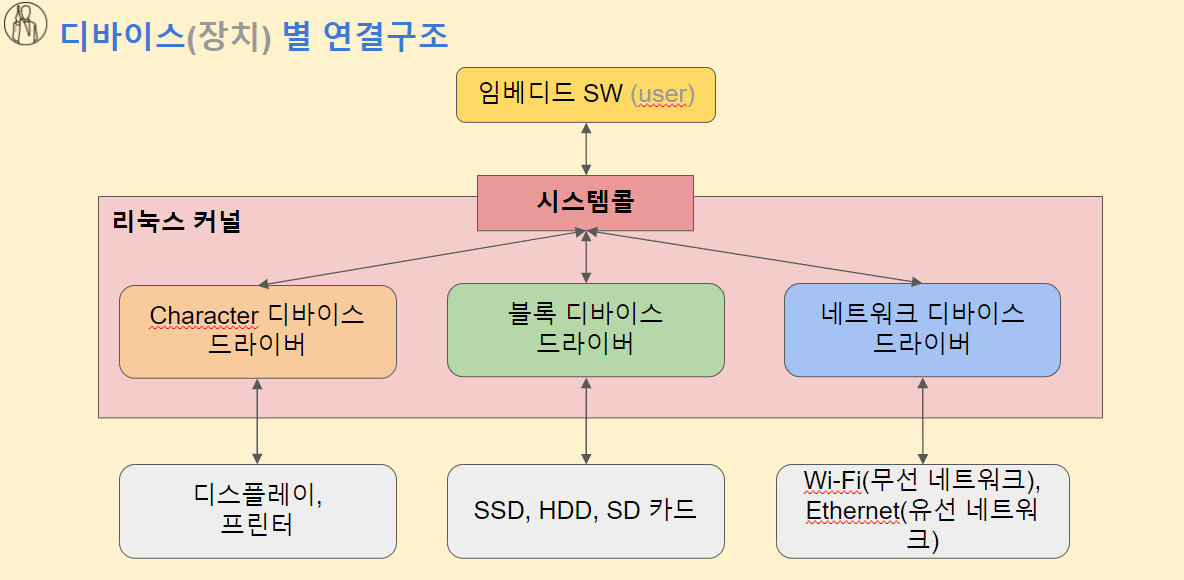 디바이스(장치) 별 연결구조
임베디드 SW (user)
시스템콜
리눅스 커널
Character 디바이스
드라이버
블록 디바이스
드라이버
네트워크 디바이스
드라이버
디스플레이,
프린터
SSD, HDD, SD 카드
Wi-Fi(무선 네트워크),
Ethernet(유선 네트워
크)